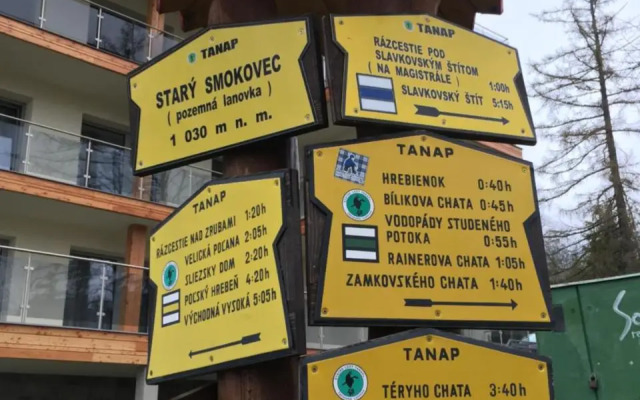 TANAP
STARÝ SMOKOVEC
( pozemná lanovka )
1 030 m n. m.
TANAP
RÁZCESTIE POD
SLAVKOVSKÝM ŠTÍTOM
( NA MAGISTRÁLE ) 1:00h
SLAVKOVSKÝ ŠTÍT 5:15h
TANAP
RÁZCESTIE NAD ZRUBAMI 1:20h
VELICKÁ POĽANA 2:05h
SLIEZSKY DOM 2:20h
POĽSKÝ HREBEŇ 4:20h
VÝCHODNÁ VYSOKÁ 5:05h
TANAP
HREBIENOK 0:40h
BÍLIKOVA CHATA 0:45h
VODOPÁDY STUDENÉHO
POTOKA 0:55h
RAINEROVA CHATA 1:05h
ZAMKOVSKÉHO CHATA 1:40h
TANAP
TÉRYHO CHATA 3:40h